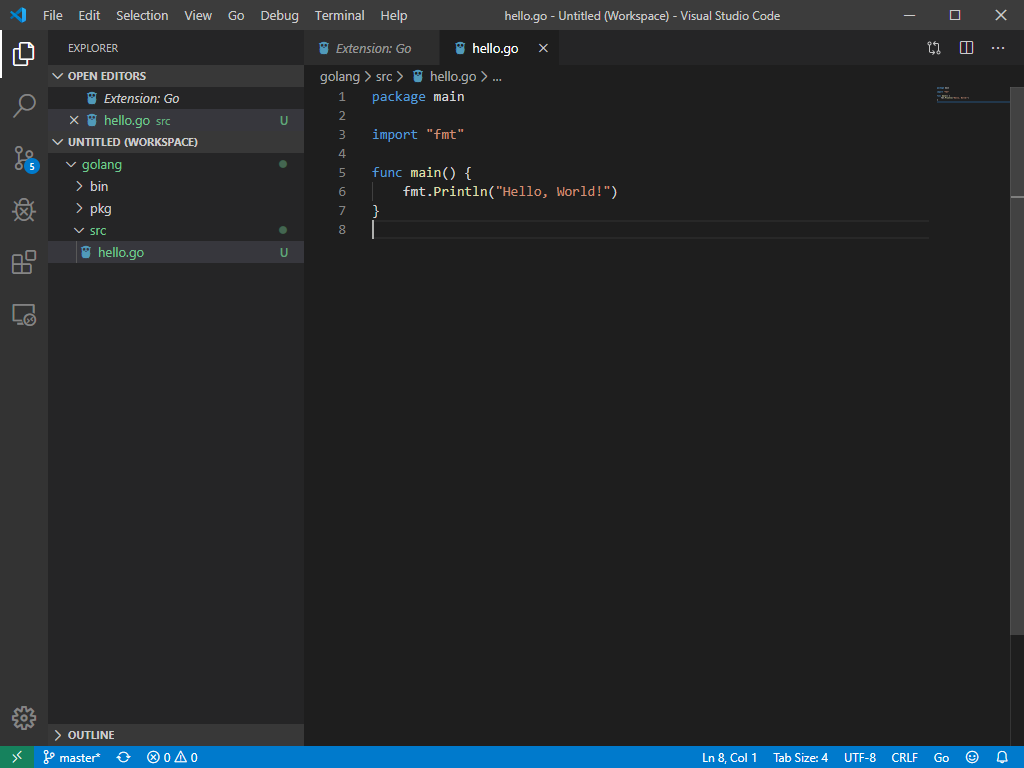 File Edit Selection View Go Debug Terminal Help hello.go - Untitled (Workspace) - Visual Studio Code
EXPLORER
OPEN EDITORS
Extension: Go
hello.go src U
UNTITLED (WORKSPACE)
golang
bin
pkg
src
hello.go U
OUTLINE
5
Extension: Go hello.go
golang > src > hello.go > ...
1 package main
2
3 import "fmt"
4
5 func main() {
6 fmt.Println("Hello, World!")
7 }
8
master* 0 0 Ln 8, Col 1 Tab Size: 4 UTF-8 CRLF Go